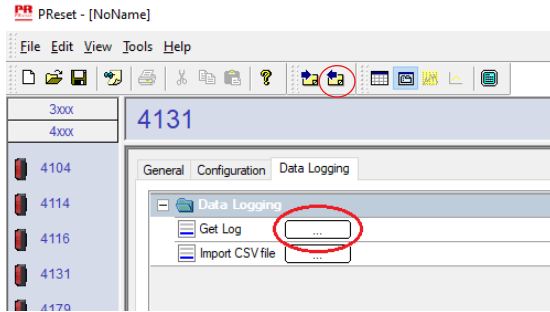 PR
PReset - [NoName]
File Edit View Tools Help
3xxx
4xxx
4131
4104
4114
4116
4131
4179
General Configuration Data Logging
Data Logging
Get Log ...
Import CSV file ...